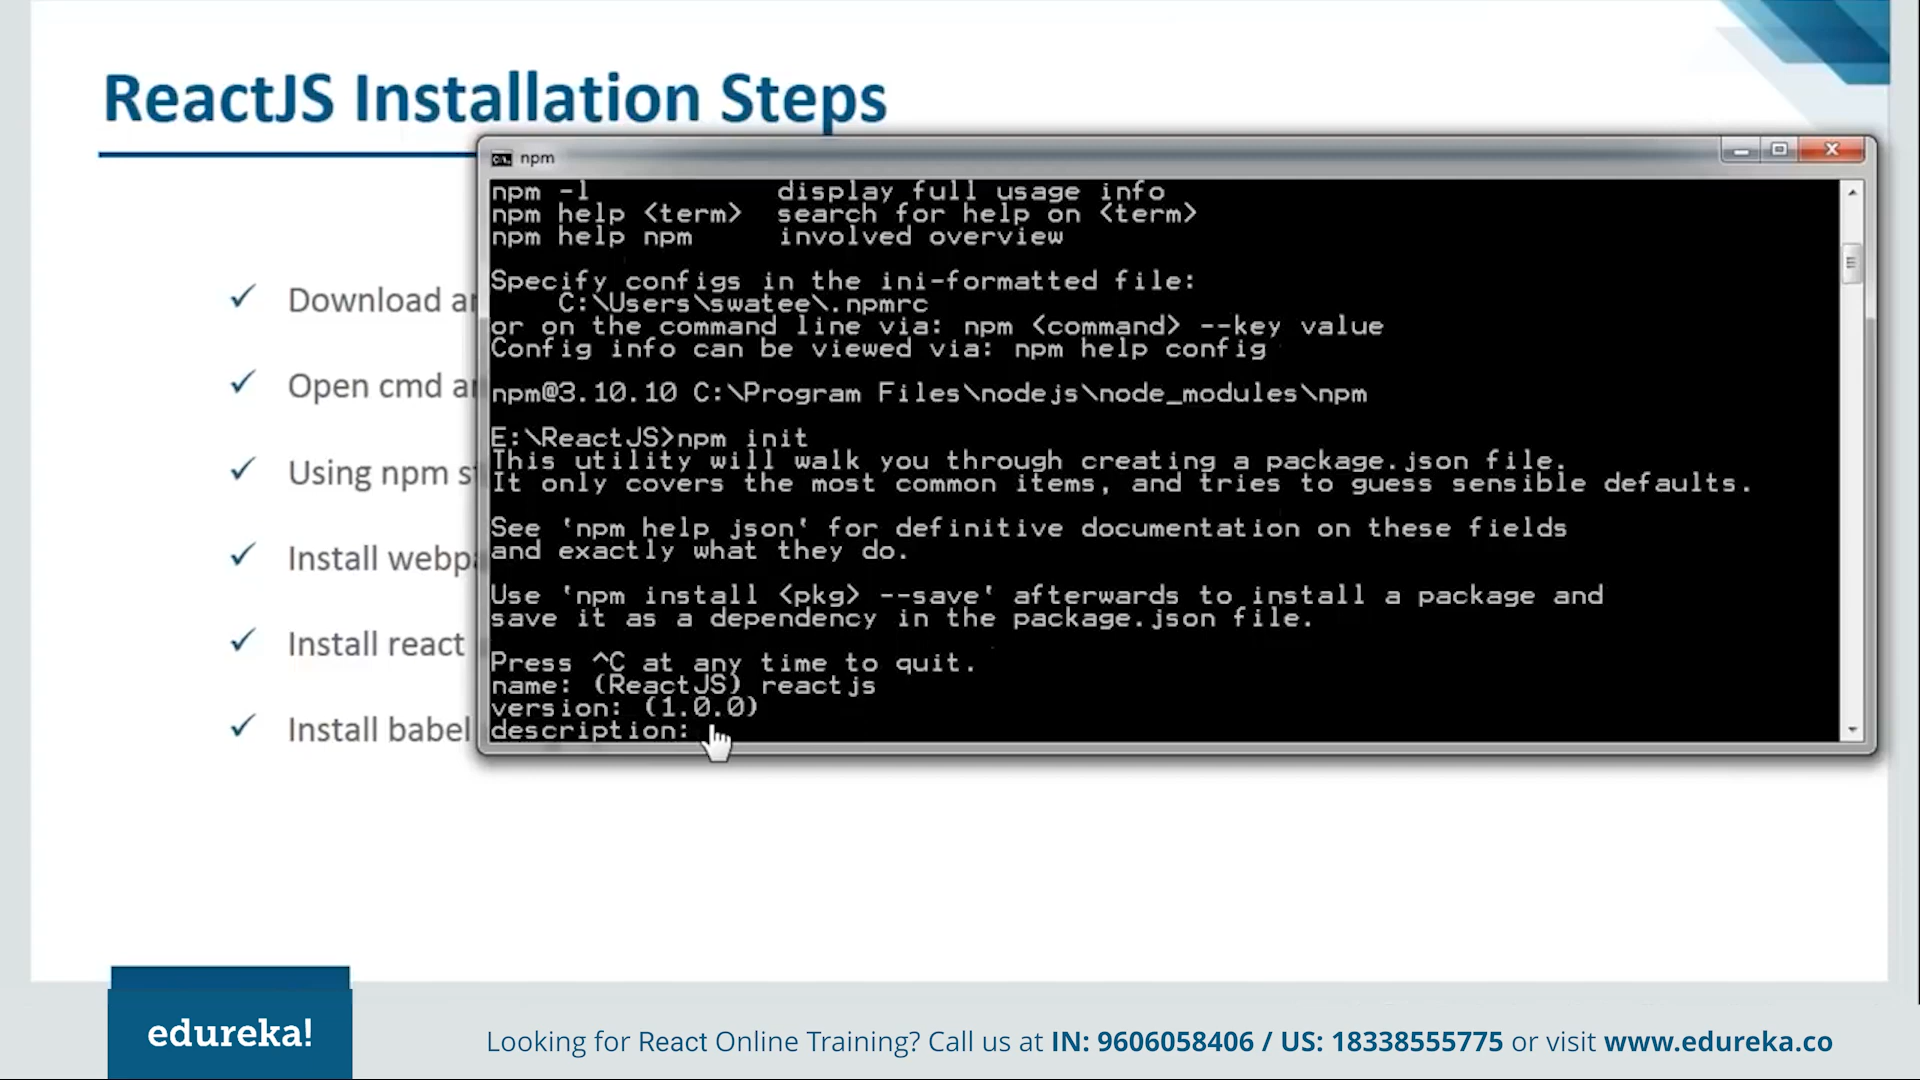 ReactJS Installation Steps
npm
npm -l display full usage info
npm help <term> search for help on <term>
npm help npm involved overview
Specify configs in the ini-formatted file:
C:\Users\swatee\.npmrc
or on the command line via: npm <command> --key value
Config info can be viewed via: npm help config
npm@3.10.10 C:\Program Files\nodejs\node_modules\npm
E:\ReactJS>npm init
This utility will walk you through creating a package.json file.
It only covers the most common items, and tries to guess sensible defaults.
See 'npm help json' for definitive documentation on these fields
and exactly what they do.
Use 'npm install <pkg> --save' afterwards to install a package and
save it as a dependency in the package.json file.
Press ^C at any time to quit.
name: (ReactJS) reactjs
version: (1.0.0)
description:
✓ Download
✓ Open cmd
✓ Using npm
✓ Install
✓ Install react
✓ Install babel
edureka!
Looking for React Online Training? Call us at IN: 9606058406 / US: 18338555775 or visit www.edureka.co